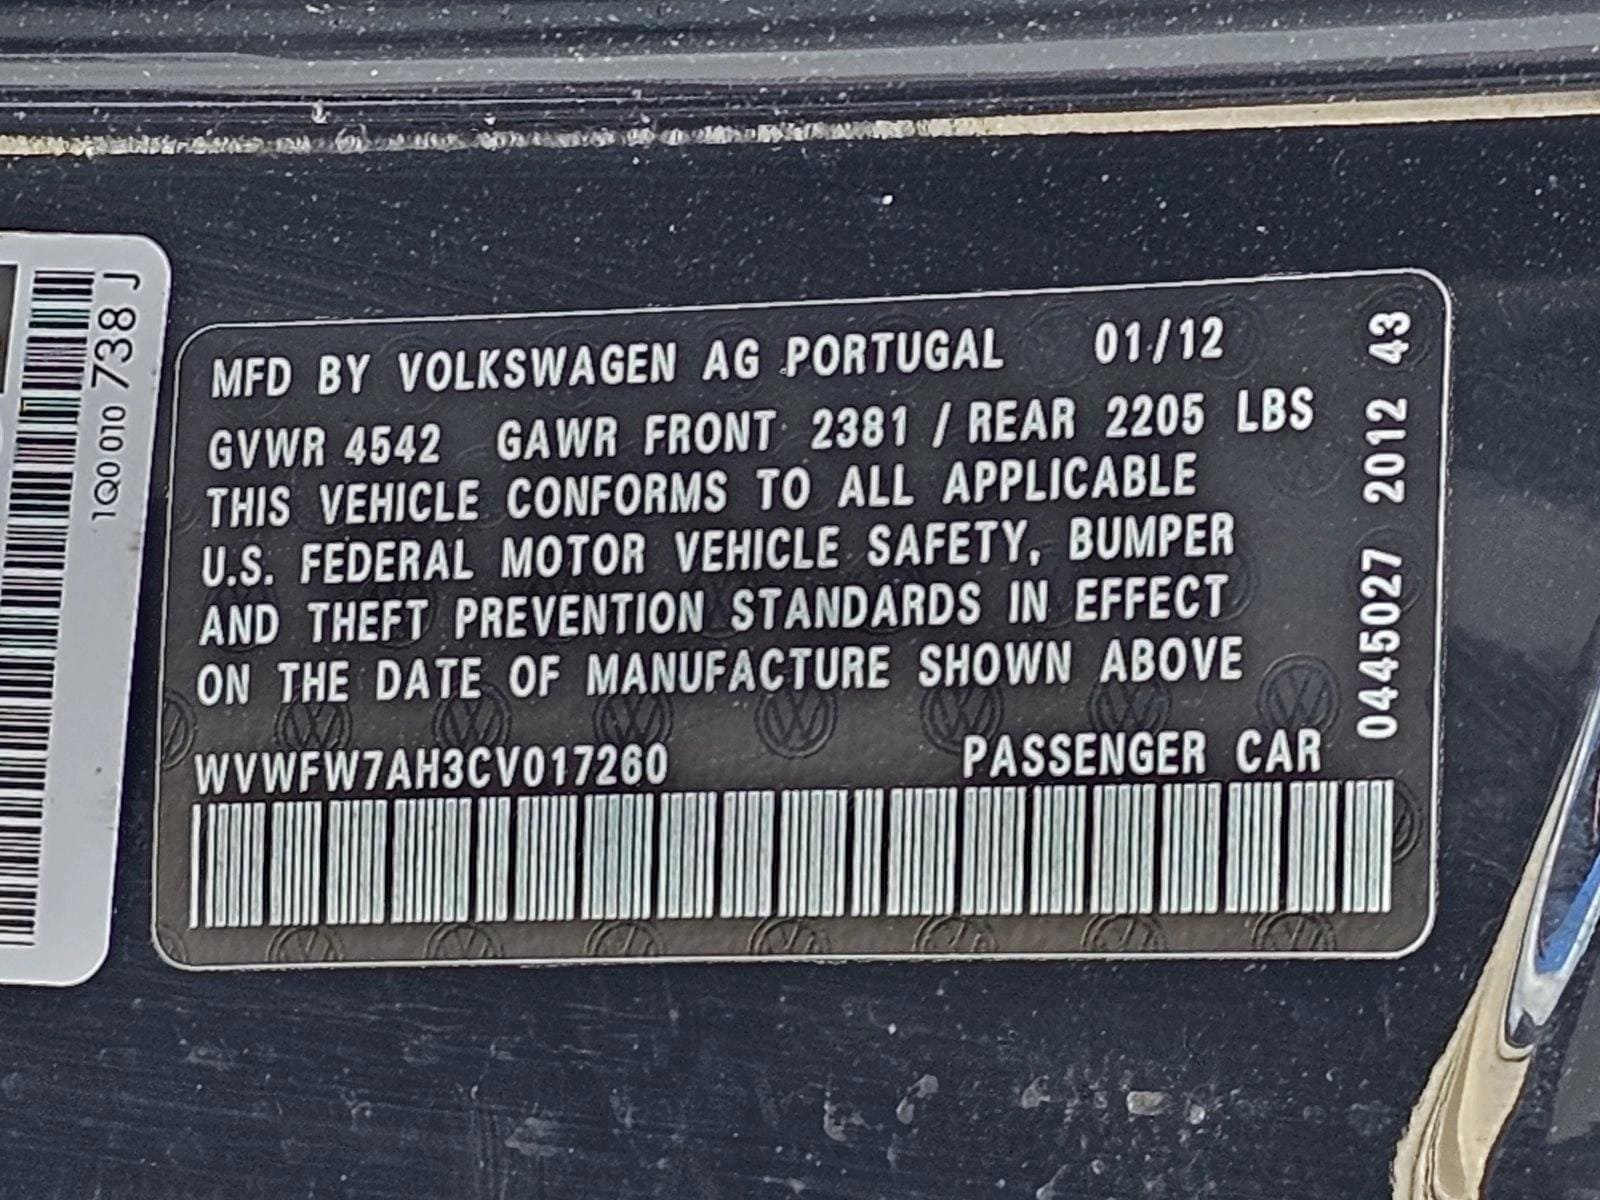 MFD BY VOLKSWAGEN AG PORTUGAL 01/12
GVWR 4542 GAWR FRONT 2381 / REAR 2205 LBS
THIS VEHICLE CONFORMS TO ALL APPLICABLE
U.S. FEDERAL MOTOR VEHICLE SAFETY, BUMPER
AND THEFT PREVENTION STANDARDS IN EFFECT
ON THE DATE OF MANUFACTURE SHOWN ABOVE
WVWFW7AH3CV017260 PASSENGER CAR
0445027 2012 43
1Q0 010 738 J